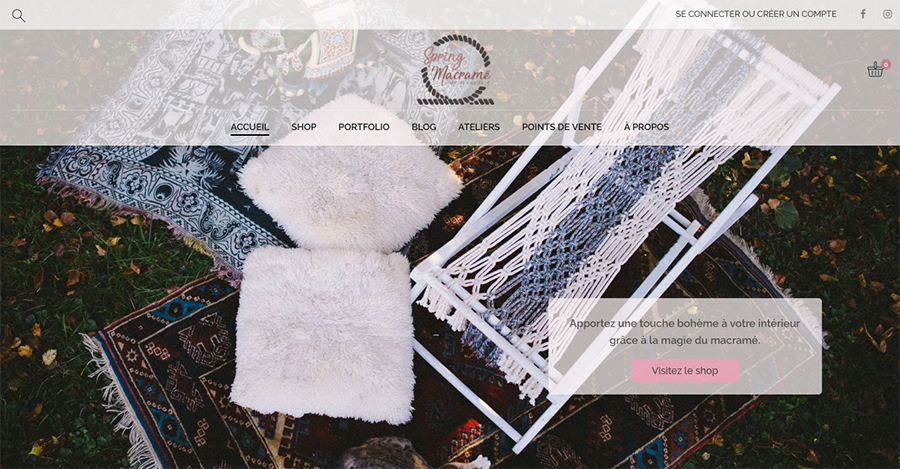 SE CONNECTER OU CRÉER UN COMPTE
Spring
Macramé
0
ACCUEIL SHOP PORTFOLIO BLOG ATELIERS POINTS DE VENTE À PROPOS
Apportez une touche bohème à votre intérieur
grâce à la magie du macramé.
Visitez le shop